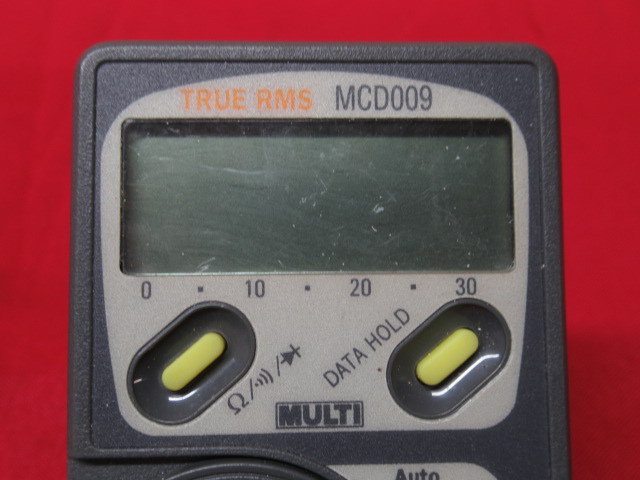 TRUE RMS MCD009
0 · 10 · 20 · 30
Ω/·)))/
DATA HOLD
MULTI
Auto